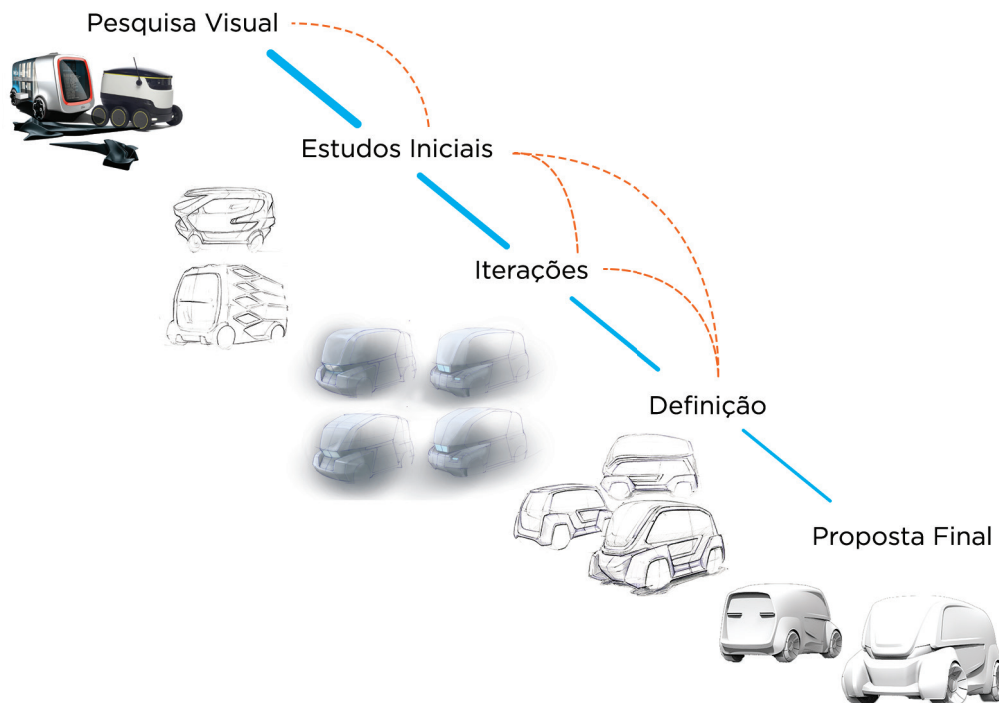 Pesquisa Visual
Estudos Iniciais
Iterações
Definição
Proposta Final